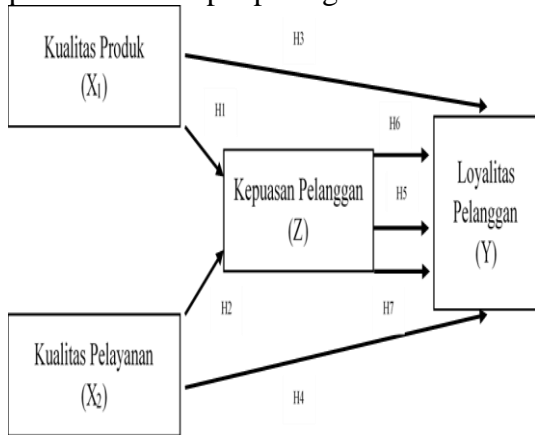 Kualitas Produk
(X1)
H3
H1
H6
Kepuasan Pelanggan
(Z)
H5
Loyalitas
Pelanggan
(Y)
H2
H7
Kualitas Pelayanan
(X2)
H4